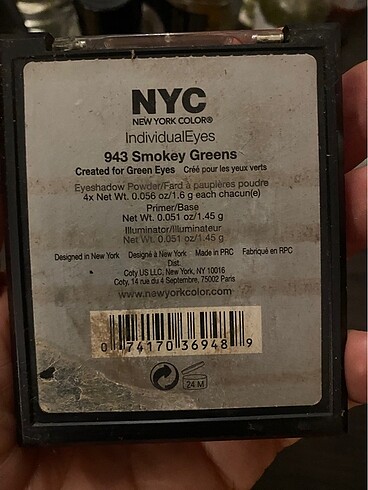 NYC
NEW YORK COLOR®
IndividualEyes
943 Smokey Greens
Created for Green Eyes Créé pour les yeux verts
Eyeshadow Powder/Fard à paupières poudre
4x Net Wt. 0.056 oz/1.6 g each chacun(e)
Primer/Base
Net Wt. 0.051 oz/1.45 g
Illuminator/Illuminateur
Net Wt. 0.051 oz/1.45 g
Designed in New York Designé à New York Made in PRC Fabriqué en RPC
Dist.
Coty US LLC, New York, NY 10016
Coty, 14 rue du 4 Septembre, 75002 Paris
www.newyorkcolor.com
0 74170 36948 9
24 M